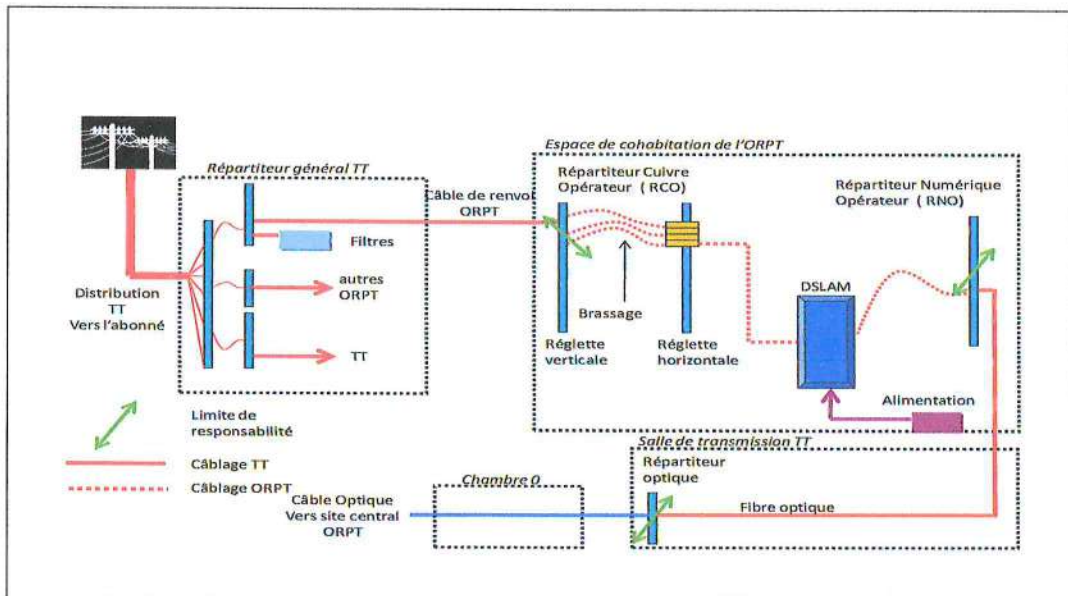 Espace de cohabitation de l'ORPT
Répartiteur général TT
Répartiteur Cuivre
Opérateur ( RCO)
Répartiteur Numérique
Opérateur ( RNO)
Câble de renvoi
ORPT
Filtres
autres
ORPT
TT
Distribution
TT
Vers l'abonné
Brassage
DSLAM
Réglette
verticale
Réglette
horizontale
Alimentation
Limite de
responsabilité
Câblage TT
Câblage ORPT
Salle de transmission TT
Répartiteur
optique
Chambre 0
Câble Optique
Vers site central
ORPT
Fibre optique